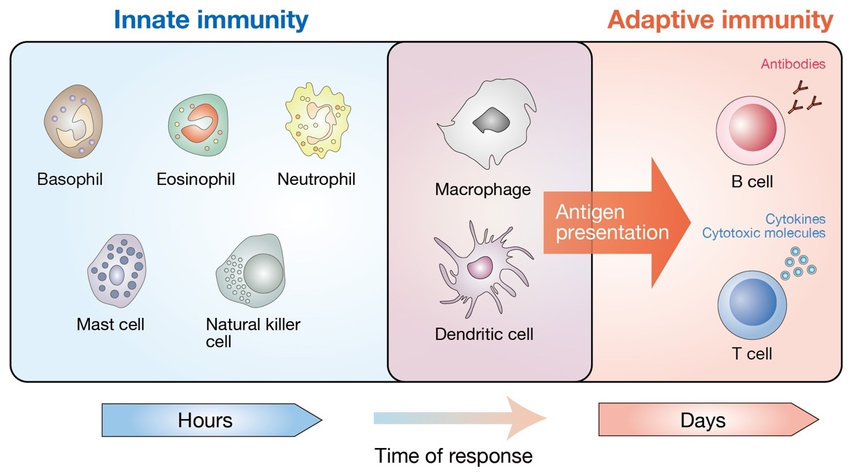 Innate immunity
Adaptive immunity
Basophil
Eosinophil
Neutrophil
Mast cell
Natural killer
cell
Macrophage
Dendritic cell
Antigen
presentation
Antibodies
B cell
Cytokines
Cytotoxic molecules
T cell
Hours
Time of response
Days